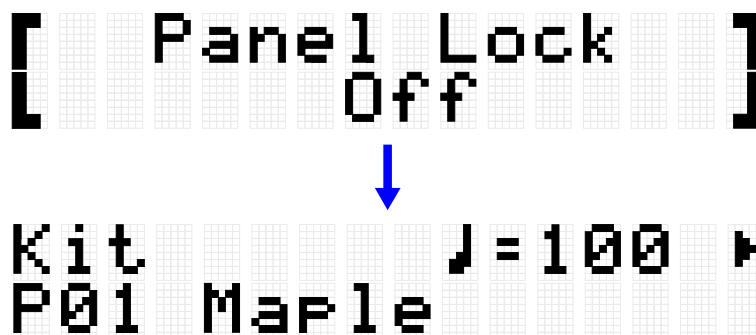 [ Panel Lock ]
[ Off ]
Kit ♩=100 ▶
P01 Maple